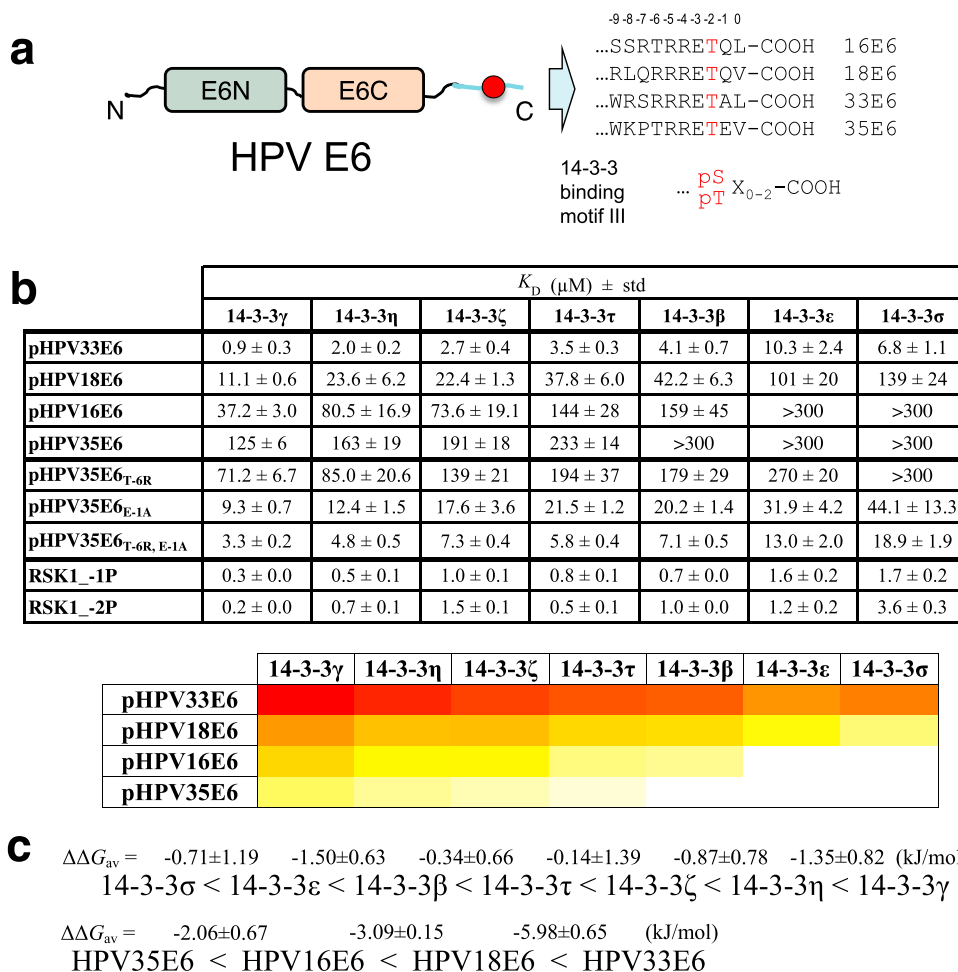 a
-9-8-7-6-5-4-3-2-1 0
N E6N E6C C
HPV E6
...SSRTRRETQL-COOH 16E6
...RLQRRRETQV-COOH 18E6
...WRSRRRETAL-COOH 33E6
...WKPTRRETEV-COOH 35E6
14-3-3
binding
motif III
... pS
pT X0-2-COOH
b
KD (μM) ± std
14-3-3γ 14-3-3η 14-3-3ζ 14-3-3τ 14-3-3β 14-3-3ε 14-3-3σ
pHPV33E6 0.9 ± 0.3 2.0 ± 0.2 2.7 ± 0.4 3.5 ± 0.3 4.1 ± 0.7 10.3 ± 2.4 6.8 ± 1.1
pHPV18E6 11.1 ± 0.6 23.6 ± 6.2 22.4 ± 1.3 37.8 ± 6.0 42.2 ± 6.3 101 ± 20 139 ± 24
pHPV16E6 37.2 ± 3.0 80.5 ± 16.9 73.6 ± 19.1 144 ± 28 159 ± 45 >300 >300
pHPV35E6 125 ± 6 163 ± 19 191 ± 18 233 ± 14 >300 >300 >300
pHPV35E6T-6R 71.2 ± 6.7 85.0 ± 20.6 139 ± 21 194 ± 37 179 ± 29 270 ± 20 >300
pHPV35E6E-1A 9.3 ± 0.7 12.4 ± 1.5 17.6 ± 3.6 21.5 ± 1.2 20.2 ± 1.4 31.9 ± 4.2 44.1 ± 13.3
pHPV35E6T-6R, E-1A 3.3 ± 0.2 4.8 ± 0.5 7.3 ± 0.4 5.8 ± 0.4 7.1 ± 0.5 13.0 ± 2.0 18.9 ± 1.9
RSK1_-1P 0.3 ± 0.0 0.5 ± 0.1 1.0 ± 0.1 0.8 ± 0.1 0.7 ± 0.0 1.6 ± 0.2 1.7 ± 0.2
RSK1_-2P 0.2 ± 0.0 0.7 ± 0.1 1.5 ± 0.1 0.5 ± 0.1 1.0 ± 0.0 1.2 ± 0.2 3.6 ± 0.3
14-3-3γ 14-3-3η 14-3-3ζ 14-3-3τ 14-3-3β 14-3-3ε 14-3-3σ
pHPV33E6
pHPV18E6
pHPV16E6
pHPV35E6
c
ΔΔGav = -0.71±1.19 -1.50±0.63 -0.34±0.66 -0.14±1.39 -0.87±0.78 -1.35±0.82 (kJ/mol
14-3-3σ < 14-3-3ε < 14-3-3β < 14-3-3τ < 14-3-3ζ < 14-3-3η < 14-3-3γ
ΔΔGav = -2.06±0.67 -3.09±0.15 -5.98±0.65 (kJ/mol)
HPV35E6 < HPV16E6 < HPV18E6 < HPV33E6